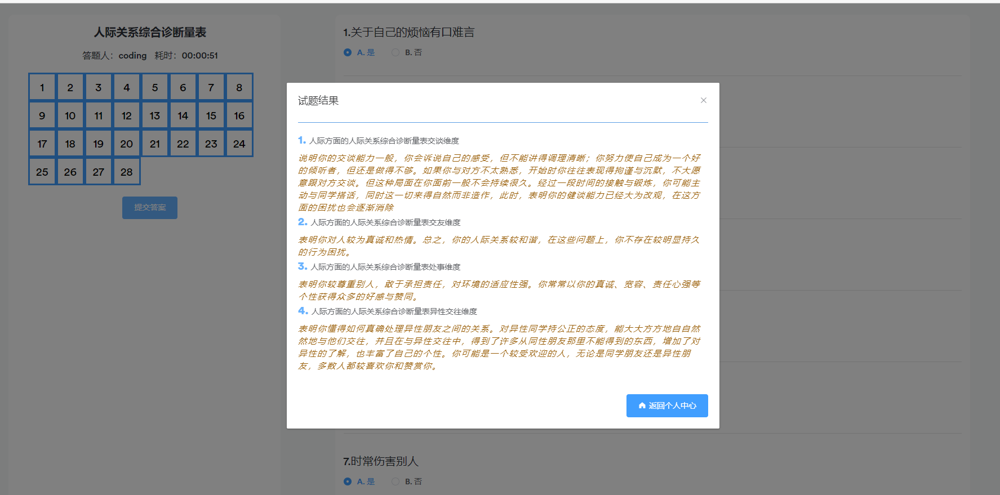 人际关系综合诊断量表
答题人：coding 耗时：00:00:51
1 2 3 4 5 6 7 8
9 10 11 12 13 14 15 16
17 18 19 20 21 22 23 24
25 26 27 28
提交答案
1.关于自己的烦恼有口难言
A. 是 B. 否
试题结果
1. 人际方面的人际关系综合诊断量表交谈维度
说明你的交谈能力一般，你会诉说自己的感受，但不能讲得调理清晰；你努力使自己成为一个好
的倾听者，但还是做得不够。如果你与对方不太熟悉，开始时你往往表现得拘谨与沉默，不大愿
意跟对方交谈。但这种局面在你面前一般不会持续很久。经过一段时间的接触与锻炼，你可能主
动与同学搭话，同时这一切来得自然而非造作，此时，表明你的健谈能力已经大为改观，在这方
面的困扰也会逐渐消除
2. 人际方面的人际关系综合诊断量表交友维度
表明你对人较为真诚和热情。总之，你的人际关系较和谐，在这些问题上，你不存在较明显持久
的行为困扰。
3. 人际方面的人际关系综合诊断量表处事维度
表明你较尊重别人，敢于承担责任，对环境的适应性强。你常常以你的真诚、宽容、责任心强等
个性获得众多的好感与赞同。
4. 人际方面的人际关系综合诊断量表异性交往维度
表明你懂得如何真确处理异性朋友之间的关系。对异性同学持公正的态度，能大大方方地自自然
然地与他们交往，并且在与异性交往中，得到了许多从同性朋友那里不能得到的东西，增加了对
异性的了解，也丰富了自己的个性。你可能是一个较受欢迎的人，无论是同学朋友还是异性朋
友，多数人都较喜欢你和赞赏你。
返回个人中心
7.时常伤害别人
A. 是 B. 否